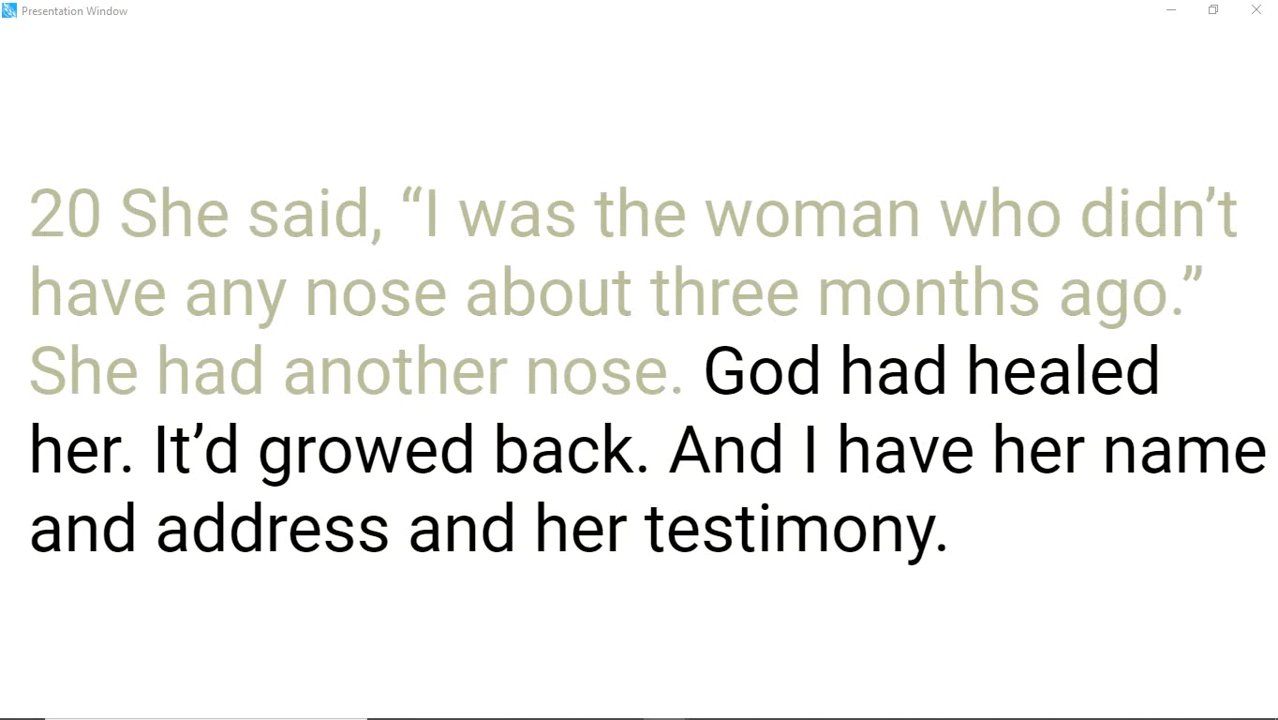 Presentation Window
20 She said, “I was the woman who didn’t
have any nose about three months ago.”
She had another nose. God had healed
her. It’d growed back. And I have her name
and address and her testimony.